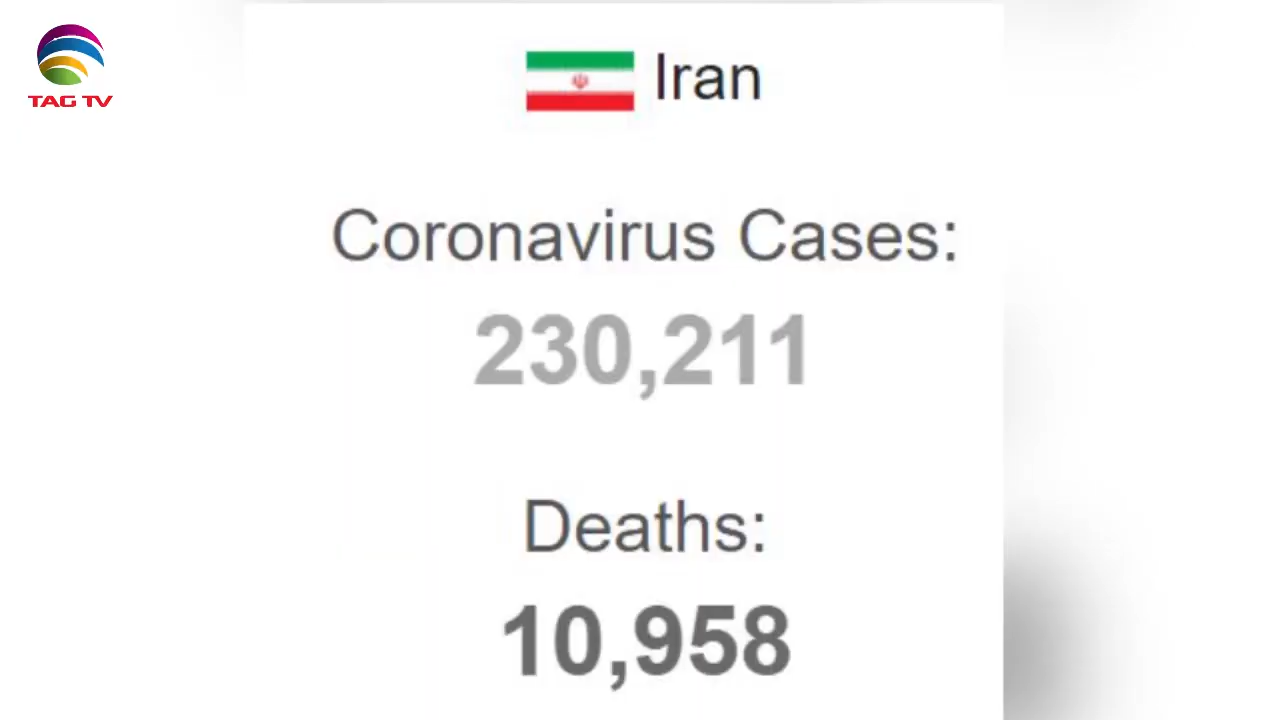 TAG TV
Iran
Coronavirus Cases:
230,211
Deaths:
10,958